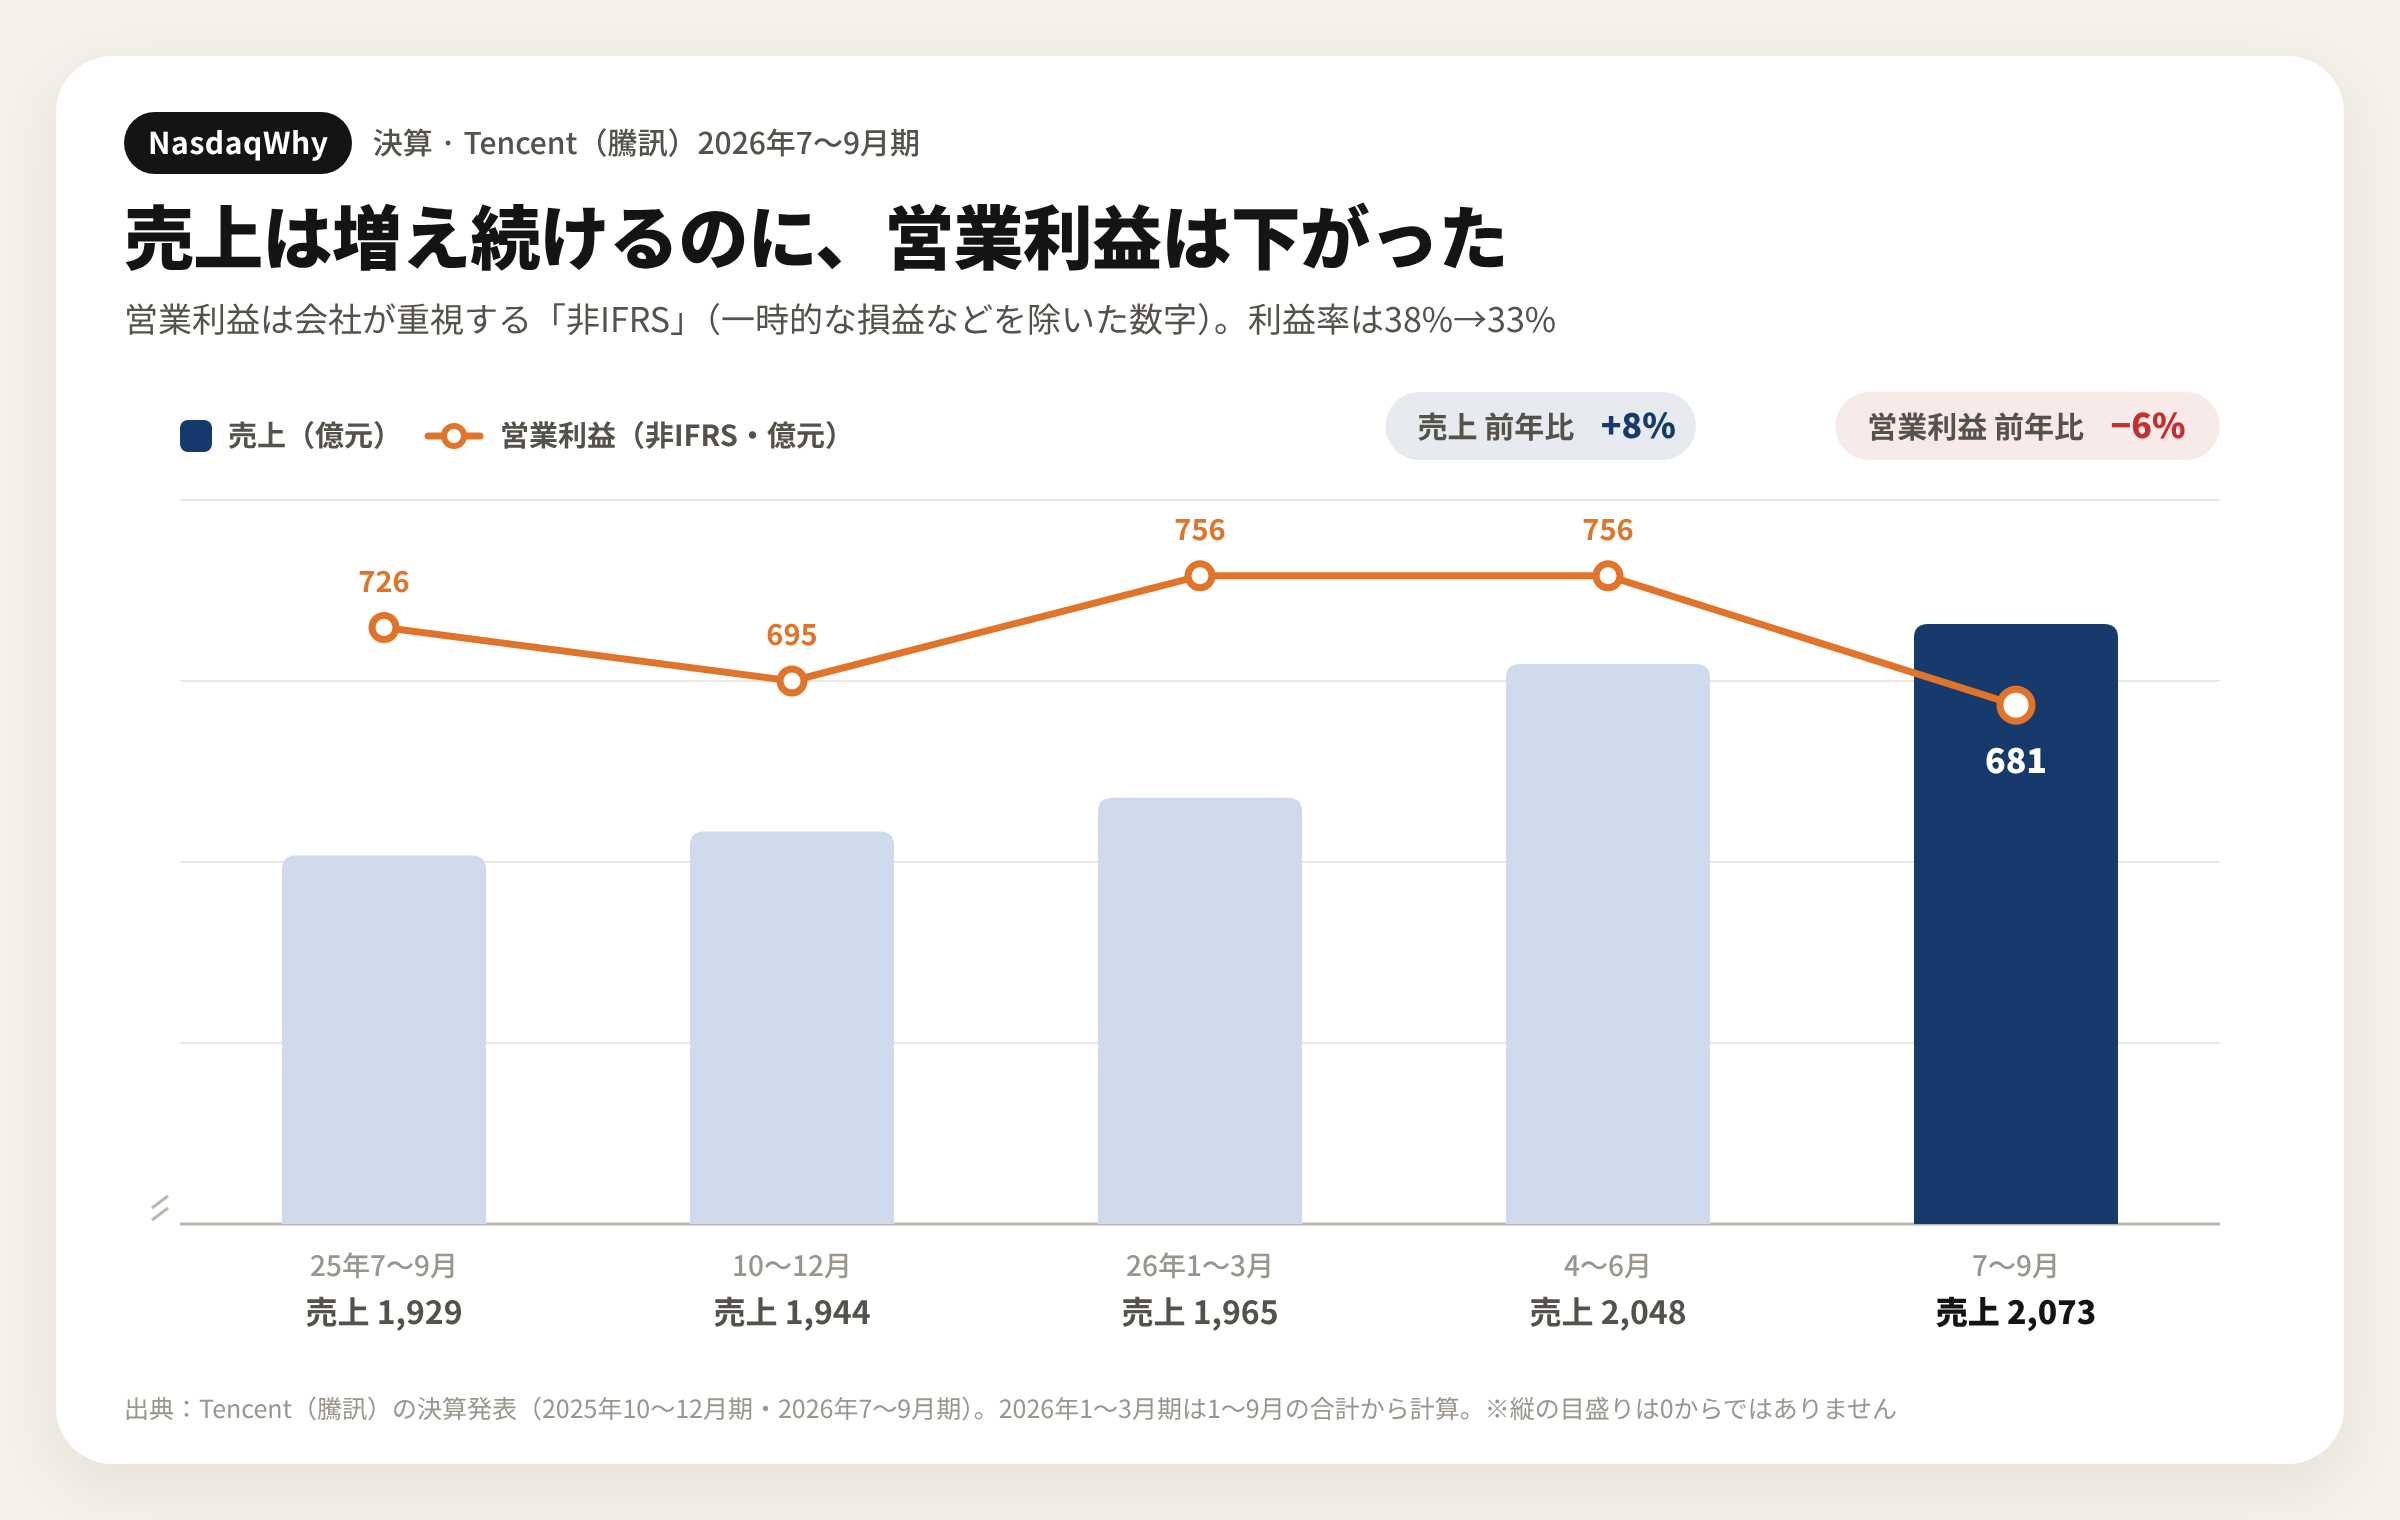 NasdaqWhy 決算・Tencent（騰訊）2026年7〜9月期
売上は増え続けるのに、営業利益は下がった
営業利益は会社が重視する「非IFRS」（一時的な損益などを除いた数字）。利益率は38%→33%
売上（億元） 営業利益（非IFRS・億元） 売上 前年比 +8% 営業利益 前年比 −6%
756 756
726
695
681
25年7〜9月 10〜12月 26年1〜3月 4〜6月 7〜9月
売上 1,929 売上 1,944 売上 1,965 売上 2,048 売上 2,073
出典：Tencent（騰訊）の決算発表（2025年10〜12月期・2026年7〜9月期）。2026年1〜3月期は1〜9月の合計から計算。※縦の目盛りは0からではありません